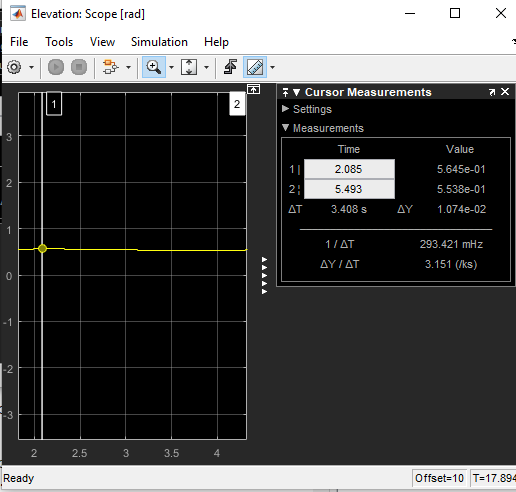 Elevation: Scope [rad]
File Tools View Simulation Help
Cursor Measurements
Settings
Measurements
Time Value
1 | 2.085 5.645e-01
2 ¦ 5.493 5.538e-01
ΔT 3.408 s ΔY 1.074e-02
1 / ΔT 293.421 mHz
ΔY / ΔT 3.151 (/ks)
1 2
3
2
1
0
-1
-2
-3
2 2.5 3 3.5 4
Ready Offset=10 T=17.894